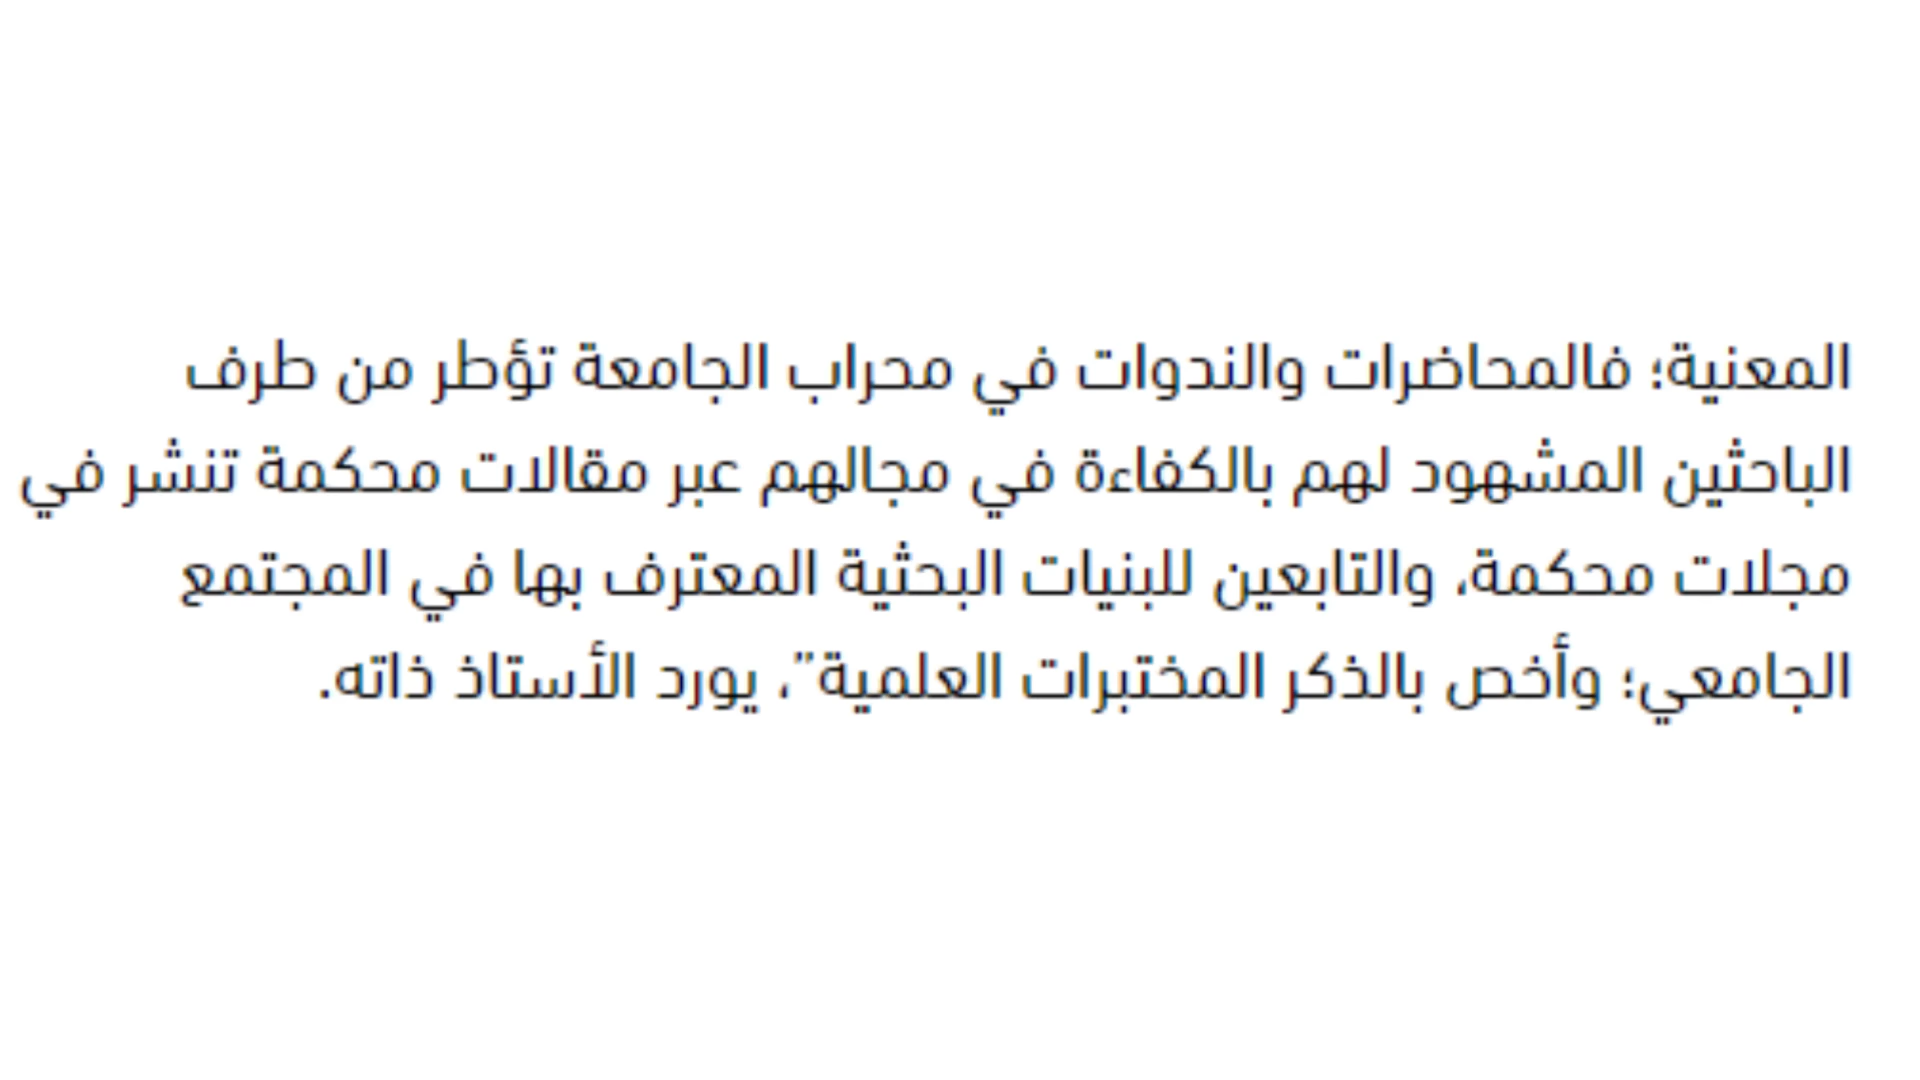 المعنية؛ فالمحاضرات والندوات في محراب الجامعة تؤطر من طرف
الباحثين المشهود لهم بالكفاءة في مجالهم عبر مقالات محكمة تنشر في
مجلات محكمة، والتابعين للبنيات البحثية المعترف بها في المجتمع
الجامعي؛ وأخص بالذكر المختبرات العلمية”، يورد الأستاذ ذاته.